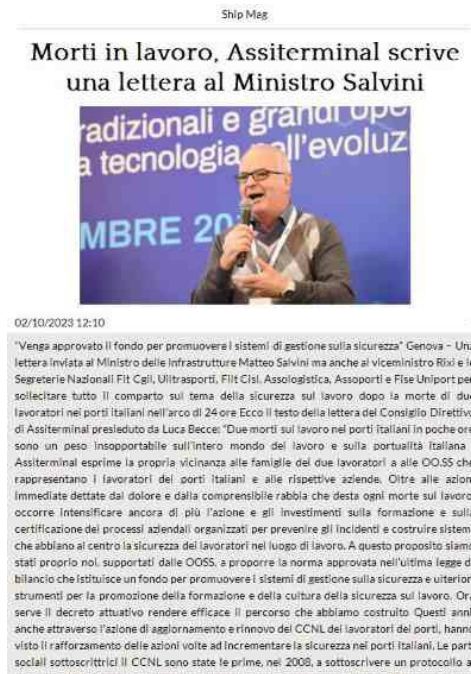 Ship Mag
Morti in lavoro, Assiterminal scrive
una lettera al Ministro Salvini
radizionali e grandi ope
a tecnologia all'evoluz
MBRE 20
02/10/2023 12:10
"Venga approvato il fondo per promuovere i sistemi di gestione sulla sicurezza" Genova – Una
lettera inviata al Ministro delle Infrastrutture Matteo Salvini ma anche al viceministro Rixi e le
Segreterie Nazionali Fit Cgil, Uiltrasporti, Filt Cisl, Assologistica, Assoporti e Fise Uniport per
sollecitare tutto il comparto sul tema della sicurezza sul lavoro dopo la morte di due
lavoratori nei porti italiani nell'arco di 24 ore Ecco il testo della lettera del Consiglio Direttivo
di Assiterminal presieduto da Luca Becce: "Due morti sul lavoro nei porti italiani in poche ore
sono un peso insopportabile sull'intero mondo del lavoro e sulla portualità italiana
Assiterminal esprime la propria vicinanza alle famiglie dei due lavoratori a alle OO.SS che
rappresentano i lavoratori dei porti italiani e alle rispettive aziende. Oltre alle azioni
immediate dettate dal dolore e dalla comprensibile rabbia che desta ogni morte sul lavoro,
occorre intensificare ancora di più l'azione e gli investimenti sulla formazione e sulla
certificazione dei processi aziendali organizzati per prevenire gli incidenti e costruire sistemi
che abbiano al centro la sicurezza dei lavoratori nel luogo di lavoro. A questo proposito siamo
stati proprio noi, supportati dalle OOSS, a proporre la norma approvata nell'ultima legge di
bilancio che istituisce un fondo per promuovere i sistemi di gestione sulla sicurezza e ulteriori
strumenti per la promozione della formazione e della cultura della sicurezza sul lavoro. Ora
serve il decreto attuativo rendere efficace il percorso che abbiamo costruito Questi anni,
anche attraverso l'azione di aggiornamento e rinnovo del CCNL dei lavoratori dei porti, hanno
visto il rafforzamento delle azioni volte ad incrementare la sicurezza nei porti italiani. Le parti
sociali sottoscrittrici il CCNL sono state le prime, nel 2008, a sottoscrivere un protocollo a